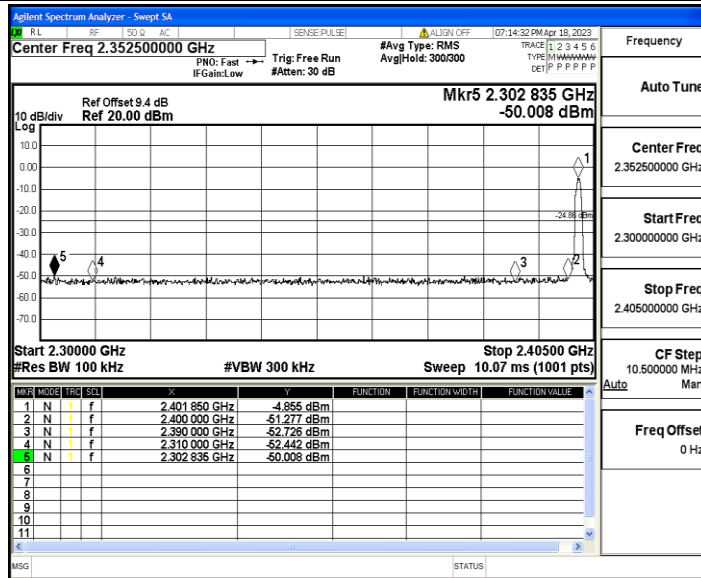 Agilent Spectrum Analyzer - Swept SA
RL RF 50 Ω AC SENSE:PULSE ALIGN OFF 07:14:32 PM Apr 18, 2023
Center Freq 2.352500000 GHz #Avg Type: RMS TRACE 1 2 3 4 5 6
PNO: Fast Trig: Free Run Avg|Hold: 300/300 TYPE MWWWWW
IFGain:Low #Atten: 30 dB DET P P P P P P
Frequency
Auto Tune
Center Freq
2.352500000 GHz
Start Freq
2.300000000 GHz
Stop Freq
2.405000000 GHz
CF Step
10.500000 MHz
Auto Man
Freq Offset
0 Hz
Ref Offset 9.4 dB Mkr5 2.302 835 GHz
10 dB/div Ref 20.00 dBm -50.008 dBm
Log
10.0
0.00
-10.0
-20.0
-30.0
-40.0
-50.0
-60.0
-70.0
1
-24.86 dBm
5 4 3 2
Start 2.30000 GHz Stop 2.40500 GHz
#Res BW 100 kHz #VBW 300 kHz Sweep 10.07 ms (1001 pts)
MKR MODE TRC SCL X Y FUNCTION FUNCTION WIDTH FUNCTION VALUE
1 N 1 f 2.401 850 GHz -4.855 dBm
2 N 1 f 2.400 000 GHz -51.277 dBm
3 N 1 f 2.390 000 GHz -52.726 dBm
4 N 1 f 2.310 000 GHz -52.442 dBm
5 N 1 f 2.302 835 GHz -50.008 dBm
6
7
8
9
10
11
MSG STATUS